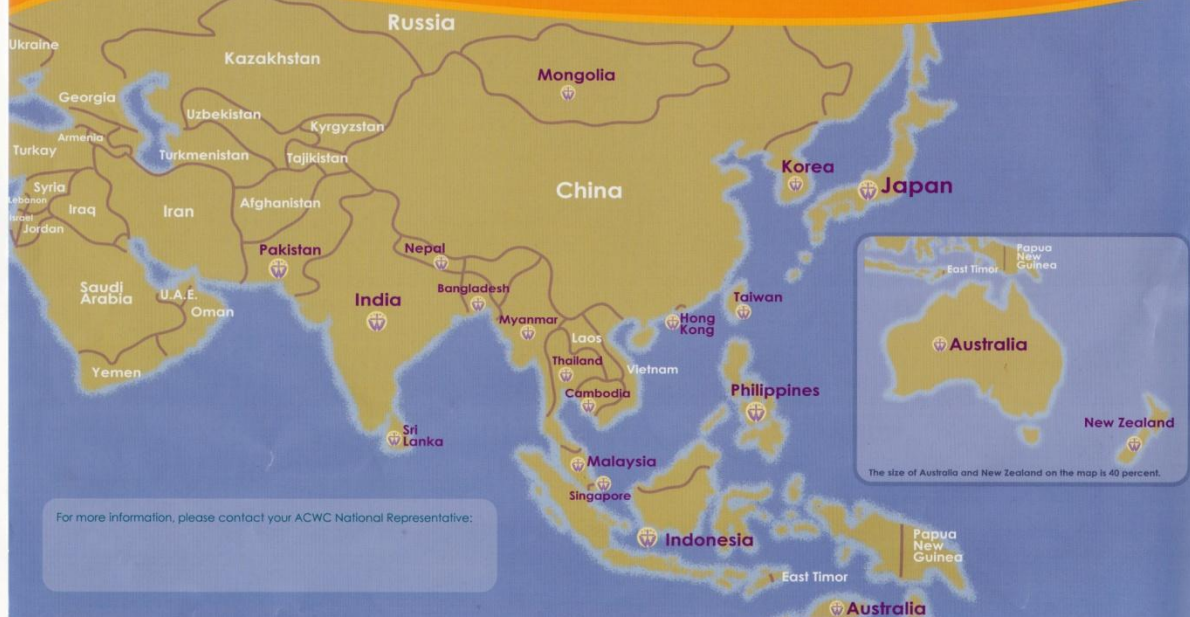 Russia
Ukraine
Kazakhstan
Mongolia
Georgia
Uzbekistan
Kyrgyzstan
Armenia
Turkay
Turkmenistan
Tajikistan
Korea
Japan
China
Syria
Lebanon
Iraq
Iran
Afghanistan
Israel
Jordan
Pakistan
Nepal
Papua
New
Guinea
East Timor
Saudi
Arabia
U.A.E.
Oman
India
Bangladesh
Myanmar
Taiwan
Hong
Kong
Laos
Australia
Thailand
Vietnam
Yemen
Cambodia
Philippines
Sri
Lanka
New Zealand
Malaysia
Singapore
The size of Australia and New Zealand on the map is 40 percent.
For more information, please contact your ACWC National Representative:
Indonesia
Papua
New
Guinea
East Timor
Australia